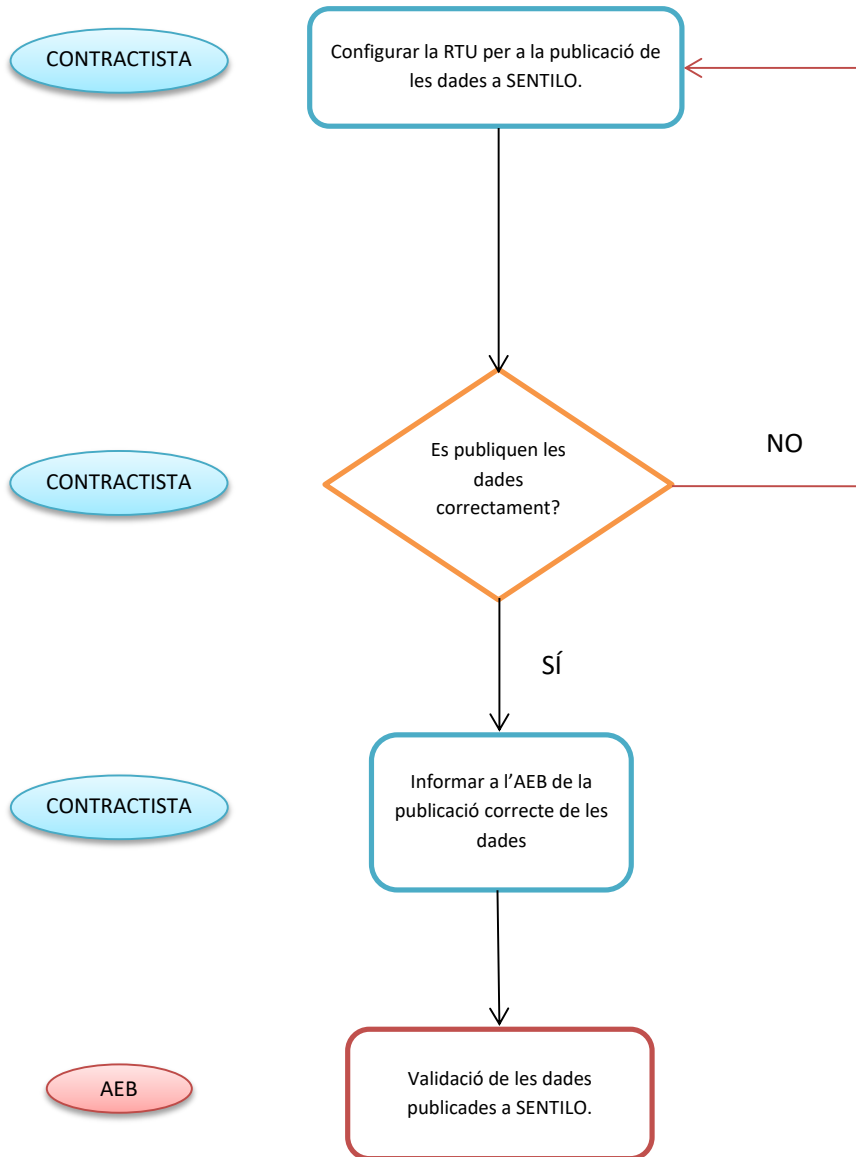 CONTRACTISTA
Configurar la RTU per a la publicació de
les dades a SENTILO.
CONTRACTISTA
Es publiquen les
dades
correctament?
NO
SÍ
CONTRACTISTA
Informar a l’AEB de la
publicació correcte de les
dades
AEB
Validació de les dades
publicades a SENTILO.